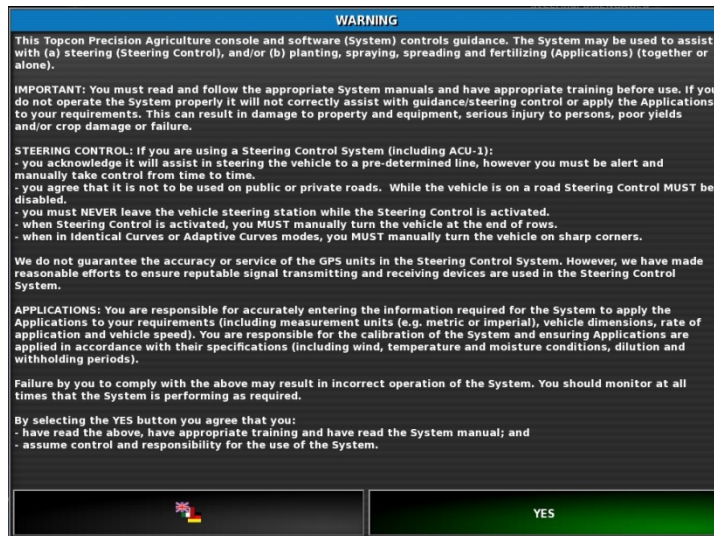 WARNING
This Topcon Precision Agriculture console and software (System) controls guidance. The System may be used to assist
with (a) steering (Steering Control), and/or (b) planting, spraying, spreading and fertilizing (Applications) (together or
alone).
IMPORTANT: You must read and follow the appropriate System manuals and have appropriate training before use. If you
do not operate the System properly it will not correctly assist with guidance/steering control or apply the Applications
to your requirements. This can result in damage to property and equipment, serious injury to persons, poor yields
and/or crop damage or failure.
STEERING CONTROL: If you are using a Steering Control System (including ACU-1):
- you acknowledge it will assist in steering the vehicle to a pre-determined line, however you must be alert and
manually take control from time to time.
- you agree that it is not to be used on public or private roads.  While the vehicle is on a road Steering Control MUST be
disabled.
- you must NEVER leave the vehicle steering station while the Steering Control is activated.
- when Steering Control is activated, you MUST manually turn the vehicle at the end of rows.
- when in Identical Curves or Adaptive Curves modes, you MUST manually turn the vehicle on sharp corners.
We do not guarantee the accuracy or service of the GPS units in the Steering Control System. However, we have made
reasonable efforts to ensure reputable signal transmitting and receiving devices are used in the Steering Control
System.
APPLICATIONS: You are responsible for accurately entering the information required for the System to apply the
Applications to your requirements (including measurement units (e.g. metric or imperial), vehicle dimensions, rate of
application and vehicle speed). You are responsible for the calibration of the System and ensuring Applications are
applied in accordance with their specifications (including wind, temperature and moisture conditions, dilution and
withholding periods).
Failure by you to comply with the above may result in incorrect operation of the System. You should monitor at all
times that the System is performing as required.
By selecting the YES button you agree that you:
- have read the above, have appropriate training and have read the System manual; and
- assume control and responsibility for the use of the System.
YES